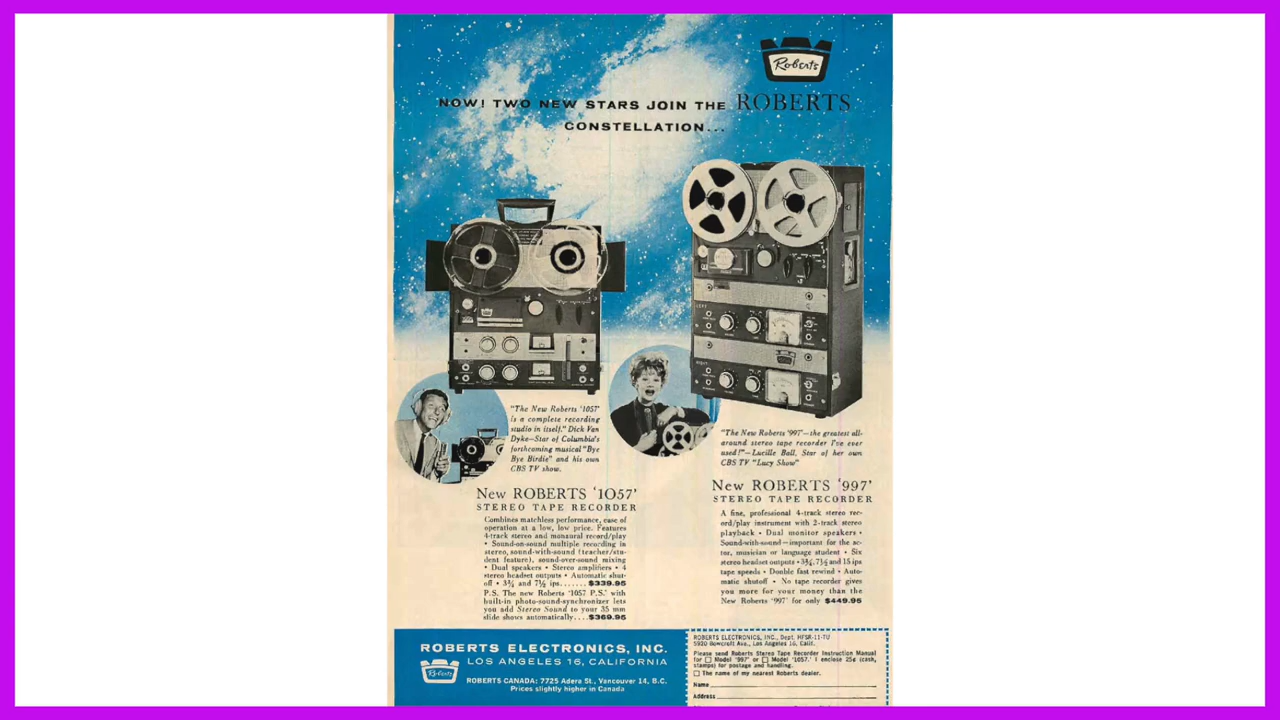 Roberts
NOW! TWO NEW STARS JOIN THE ROBERTS
CONSTELLATION...
"The New Roberts '1057'
is a complete recording
studio in itself." Dick Van
Dyke—Star of Columbia's
forthcoming musical "Bye
Bye Birdie" and his own
CBS TV show.
New ROBERTS '1057'
STEREO TAPE RECORDER
Combines matchless performance, ease of
operation at a low, low price. Features
4-track stereo and monaural record/play
• Sound-on-sound multiple recording in
stereo, sound-with-sound (teacher/stu-
dent feature), sound-over-sound mixing
• Dual speakers • Stereo amplifiers • 4
stereo headset outputs • Automatic shut-
off • 3¾ and 7½ ips....... $339.95
P.S. The new Roberts '1057 P.S.' with
built-in photo-sound-synchronizer lets
you add Stereo Sound to your 35 mm
slide shows automatically....$369.95
"The New Roberts '997'—the greatest all-
around stereo tape recorder I've ever
used!"—Lucille Ball, Star of her own
CBS TV "Lucy Show"
New ROBERTS '997'
STEREO TAPE RECORDER
A fine, professional 4-track stereo rec-
ord/play instrument with 2-track stereo
playback • Dual monitor speakers •
Sound-with-sound—important for the ac-
tor, musician or language student • Six
stereo headset outputs • 3¾, 7½ and 15 ips
tape speeds • Double fast rewind • Auto-
matic shutoff • No tape recorder gives
you more for your money than the
New Roberts '997' for only $449.95
ROBERTS ELECTRONICS, INC.
LOS ANGELES 16, CALIFORNIA
Roberts
ROBERTS CANADA: 7725 Adera St., Vancouver 14, B.C.
Prices slightly higher in Canada
ROBERTS ELECTRONICS, INC., Dept. HFSR-11-TU
5920 Bowcroft Ave., Los Angeles 16, Calif.
Please send Roberts Stereo Tape Recorder Instruction Manual
for □ Model '997' or □ Model '1057.' I enclose 25¢ (cash,
stamps) for postage and handling.
□ The name of my nearest Roberts dealer.
Name
Address